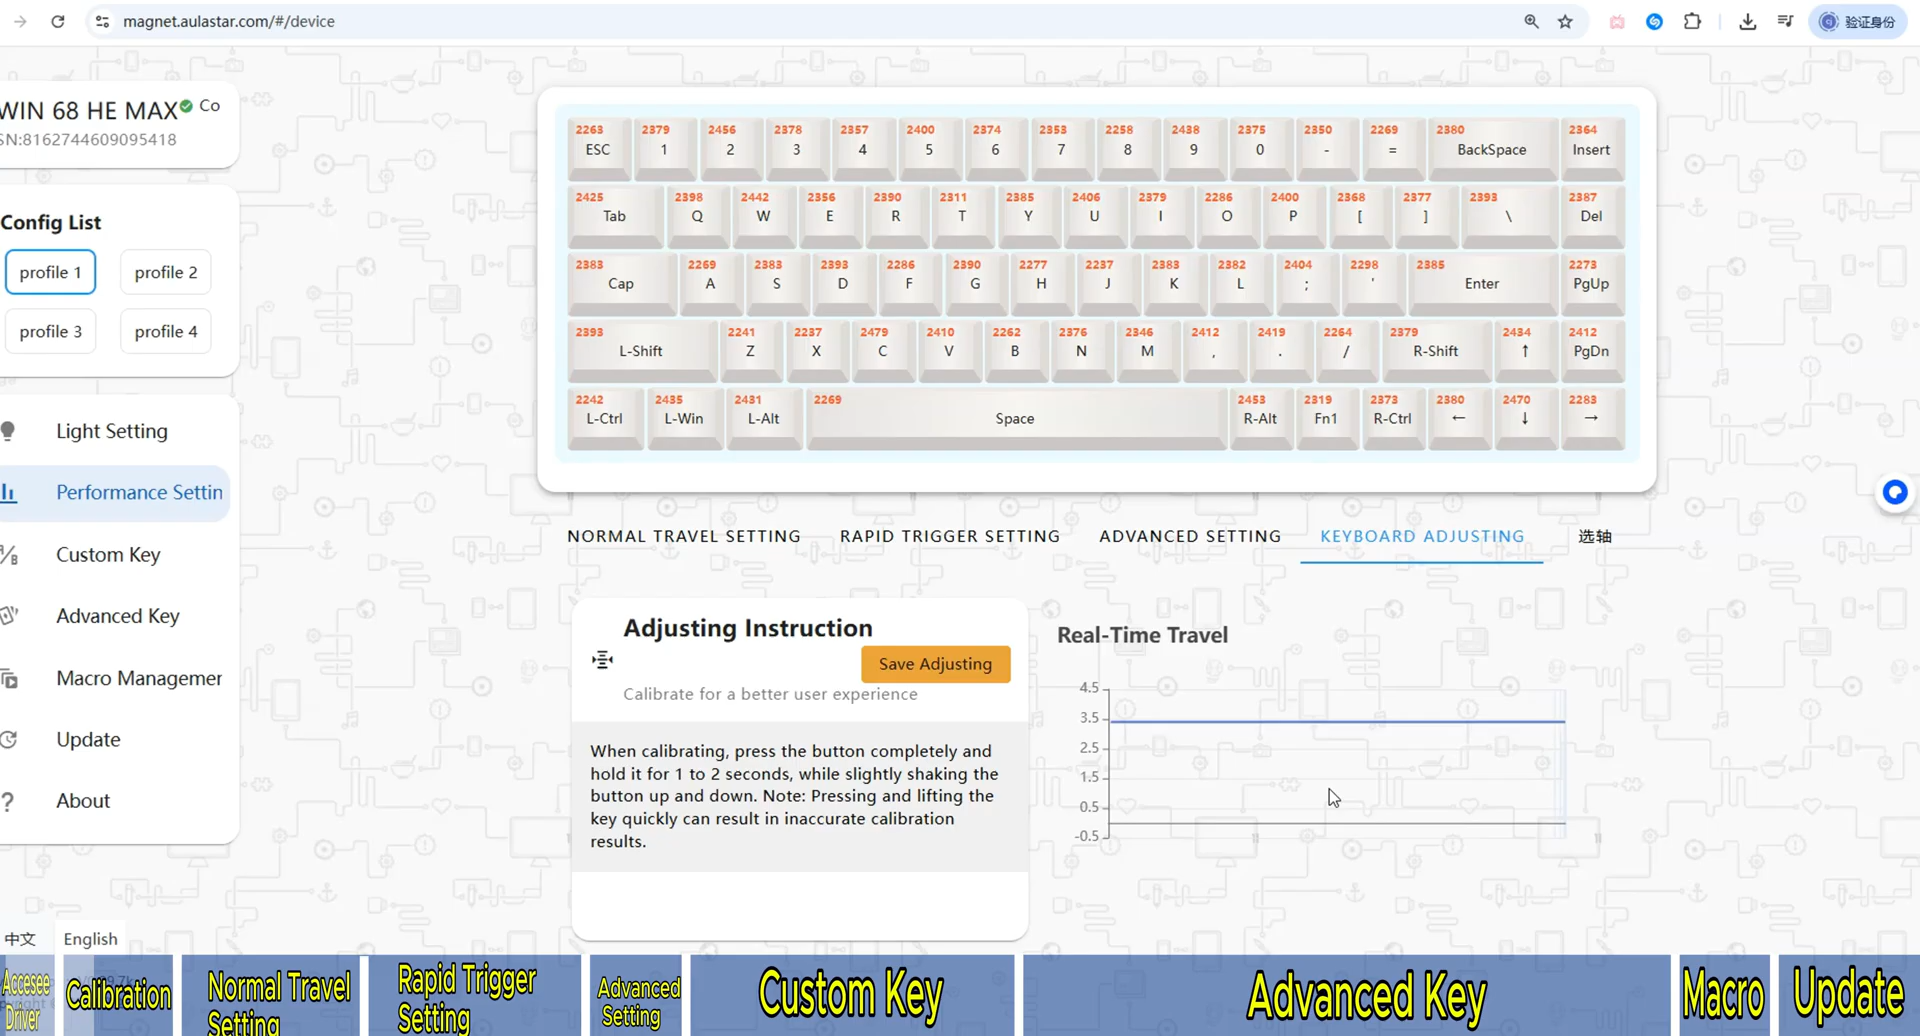 magnet.aulastar.com/#/device
验证身份
WIN 68 HE MAX Co
SN:8162744609095418
Config List
profile 1
profile 2
profile 3
profile 4
Light Setting
Performance Settin
Custom Key
Advanced Key
Macro Managemer
Update
? About
中文 English
2263 2379 2456 2378 2357 2400 2374 2353 2258 2438 2375 2350 2269 2380 2364
ESC 1 2 3 4 5 6 7 8 9 0 - = BackSpace Insert
2425 2398 2442 2356 2390 2311 2385 2406 2379 2286 2400 2368 2377 2393 2387
Tab Q W E R T Y U I O P [ ] \ Del
2383 2269 2383 2393 2286 2390 2277 2237 2383 2382 2404 2298 2385 2273
Cap A S D F G H J K L ; ' Enter PgUp
2393 2241 2237 2479 2410 2262 2376 2346 2412 2419 2264 2379 2434 2412
L-Shift Z X C V B N M , . / R-Shift ↑ PgDn
2242 2435 2431 2269 2453 2319 2373 2380 2470 2283
L-Ctrl L-Win L-Alt Space R-Alt Fn1 R-Ctrl ← ↓ →
NORMAL TRAVEL SETTING RAPID TRIGGER SETTING ADVANCED SETTING KEYBOARD ADJUSTING 选轴
Adjusting Instruction
Save Adjusting
Calibrate for a better user experience
When calibrating, press the button completely and
hold it for 1 to 2 seconds, while slightly shaking the
button up and down. Note: Pressing and lifting the
key quickly can result in inaccurate calibration
results.
Real-Time Travel
4.5
3.5
2.5
1.5
0.5
-0.5
Accesee
Driver
Calibration
Normal Travel
Setting
Rapid Trigger
Setting
Advanced
Setting
Custom Key
Advanced Key
Macro
Update